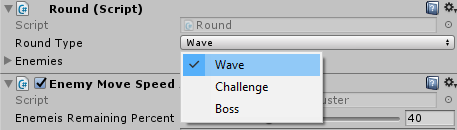 Round (Script)
Script
Round
Round Type
Wave
Enemies
Wave
Challenge
Boss
Enemy Move Speed
Script
uster
Enemeis Remaining Percent
40